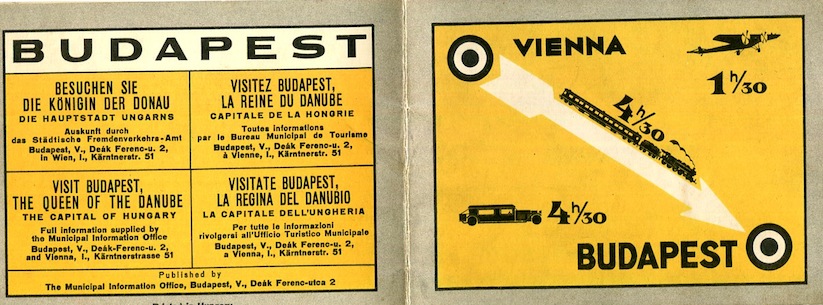 BUDAPEST
BESUCHEN SIE
DIE KÖNIGIN DER DONAU
DIE HAUPTSTADT UNGARNS
Auskunft durch
das Städtische Fremdenverkehrs-Amt
Budapest, V., Deák Ferenc-u. 2,
in Wien, I., Kärntnerstr. 51
VISITEZ BUDAPEST,
LA REINE DU DANUBE
CAPITALE DE LA HONGRIE
Toutes informations
par le Bureau Municipal de Tourisme
Budapest, V., Deák Ferenc-u. 2,
à Vienne, I., Kärntnerstr. 51
VISIT BUDAPEST,
THE QUEEN OF THE DANUBE
THE CAPITAL OF HUNGARY
Full information supplied by
the Municipal Information Office
Budapest, V., Deák-Ferenc-u. 2,
and Vienna, I., Kärntnerstrasse 51
VISITATE BUDAPEST,
LA REGINA DEL DANUBIO
LA CAPITALE DELL'UNGHERIA
Per tutte le informazioni
rivolgersi all'Ufficio Turistico Municipale
Budapest, V., Deák Ferenc-u. 2,
a Vienna, I., Kärntnerstr. 51
Published by
The Municipal Information Office, Budapest, V., Deák Ferenc-utca 2
VIENNA
1 h/30
4 h/30
4 h/30
BUDAPEST